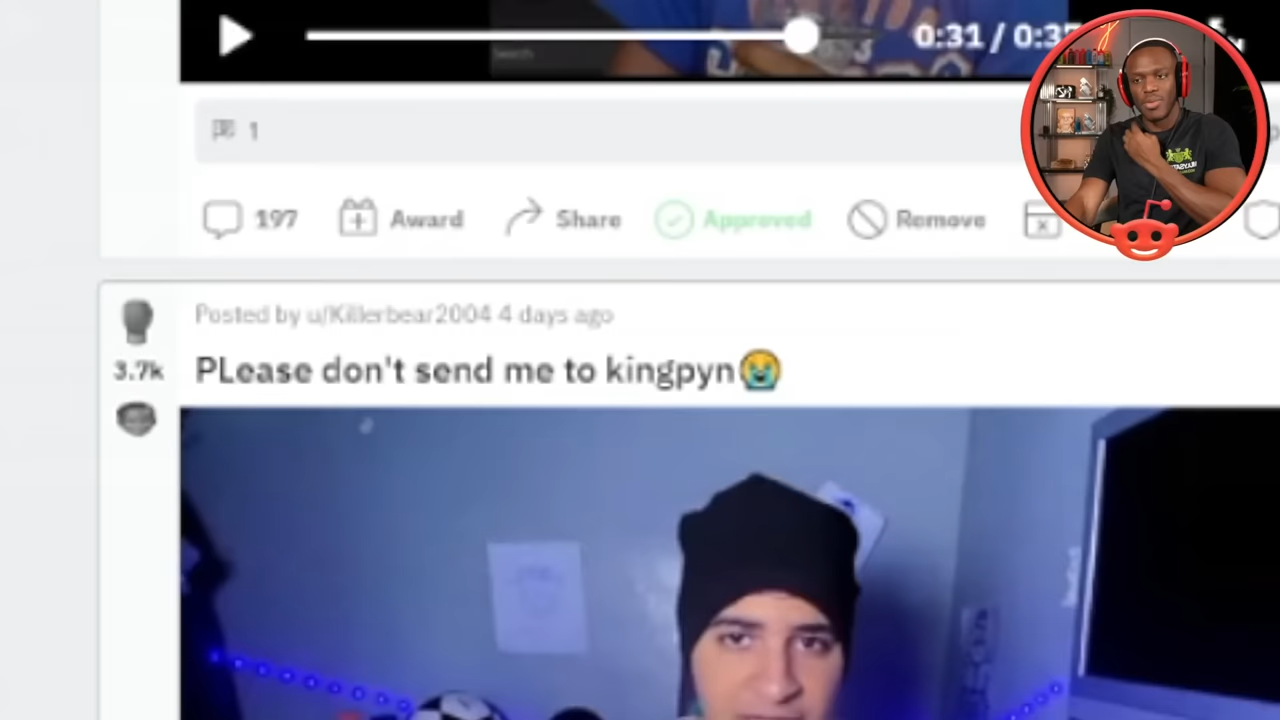 0:31 / 0:35
1
197 Award Share Approved Remove
Posted by u/Killerbear2004 4 days ago
3.7k
PLease don't send me to kingpyn😭